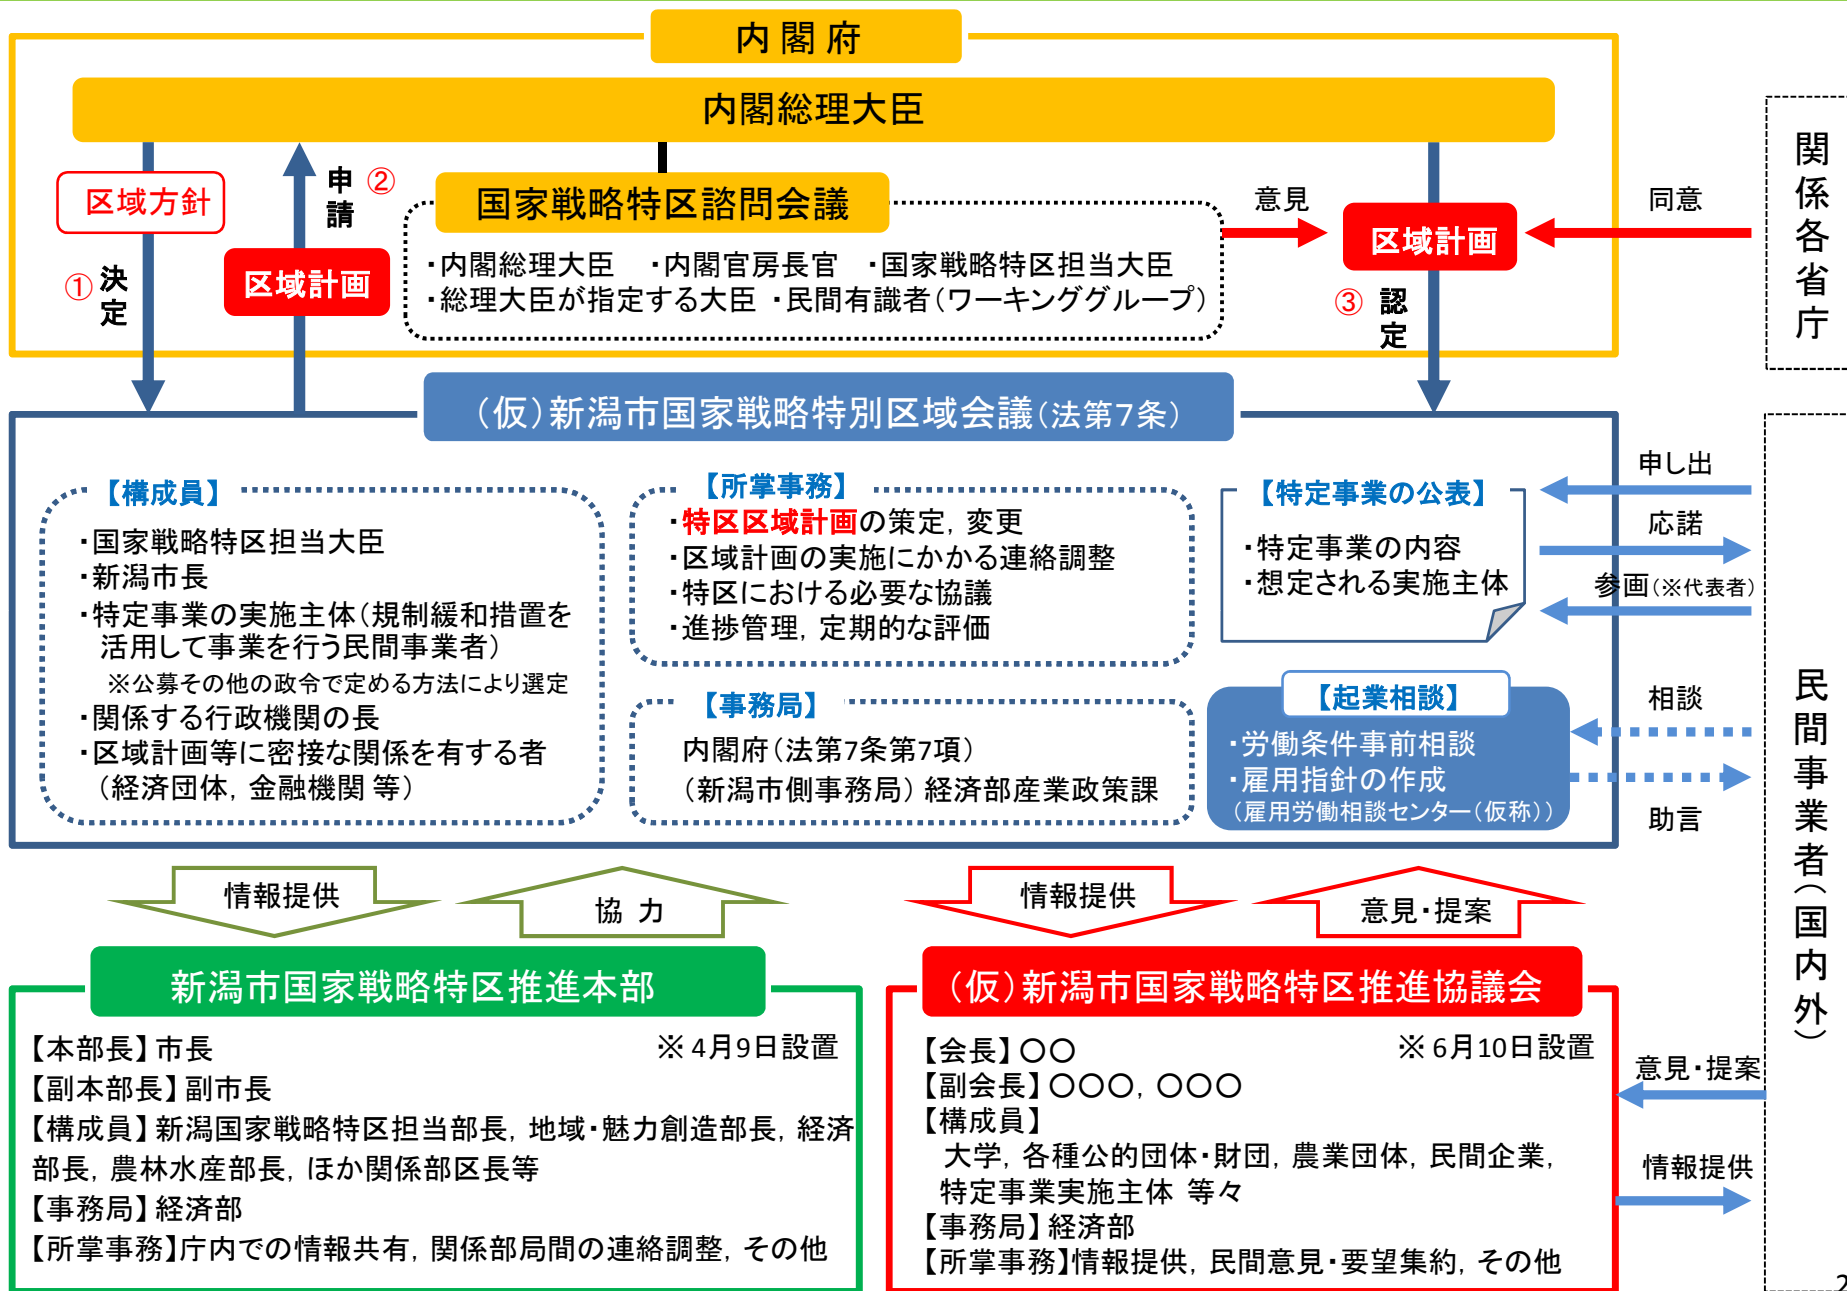 内閣府
内閣総理大臣
区域方針
①決定
②申請
区域計画
国家戦略特区諮問会議
・内閣総理大臣 ・内閣官房長官 ・国家戦略特区担当大臣
・総理大臣が指定する大臣 ・民間有識者（ワーキンググループ）
意見
区域計画
③認定
同意
関係各省庁
（仮）新潟市国家戦略特別区域会議（法第7条）
【構成員】
・国家戦略特区担当大臣
・新潟市長
・特定事業の実施主体（規制緩和措置を
活用して事業を行う民間事業者）
※公募その他の政令で定める方法により選定
・関係する行政機関の長
・区域計画等に密接な関係を有する者
（経済団体，金融機関 等）
【所掌事務】
・特区区域計画の策定，変更
・区域計画の実施にかかる連絡調整
・特区における必要な協議
・進捗管理，定期的な評価
【事務局】
内閣府（法第7条第7項）
（新潟市側事務局）経済部産業政策課
【特定事業の公表】
・特定事業の内容
・想定される実施主体
【起業相談】
・労働条件事前相談
・雇用指針の作成
（雇用労働相談センター（仮称））
申し出
応諾
参画（※代表者）
相談
助言
民間事業者（国内外）
情報提供
協 力
情報提供
意見・提案
新潟市国家戦略特区推進本部
【本部長】市長 ※4月9日設置
【副本部長】副市長
【構成員】新潟国家戦略特区担当部長，地域・魅力創造部長，経済
部長，農林水産部長，ほか関係部区長等
【事務局】経済部
【所掌事務】庁内での情報共有，関係部局間の連絡調整，その他
（仮）新潟市国家戦略特区推進協議会
【会長】〇〇 ※6月10日設置
【副会長】〇〇〇，〇〇〇
【構成員】
大学，各種公的団体・財団，農業団体，民間企業，
特定事業実施主体 等々
【事務局】経済部
【所掌事務】情報提供，民間意見・要望集約，その他
意見・提案
情報提供
2